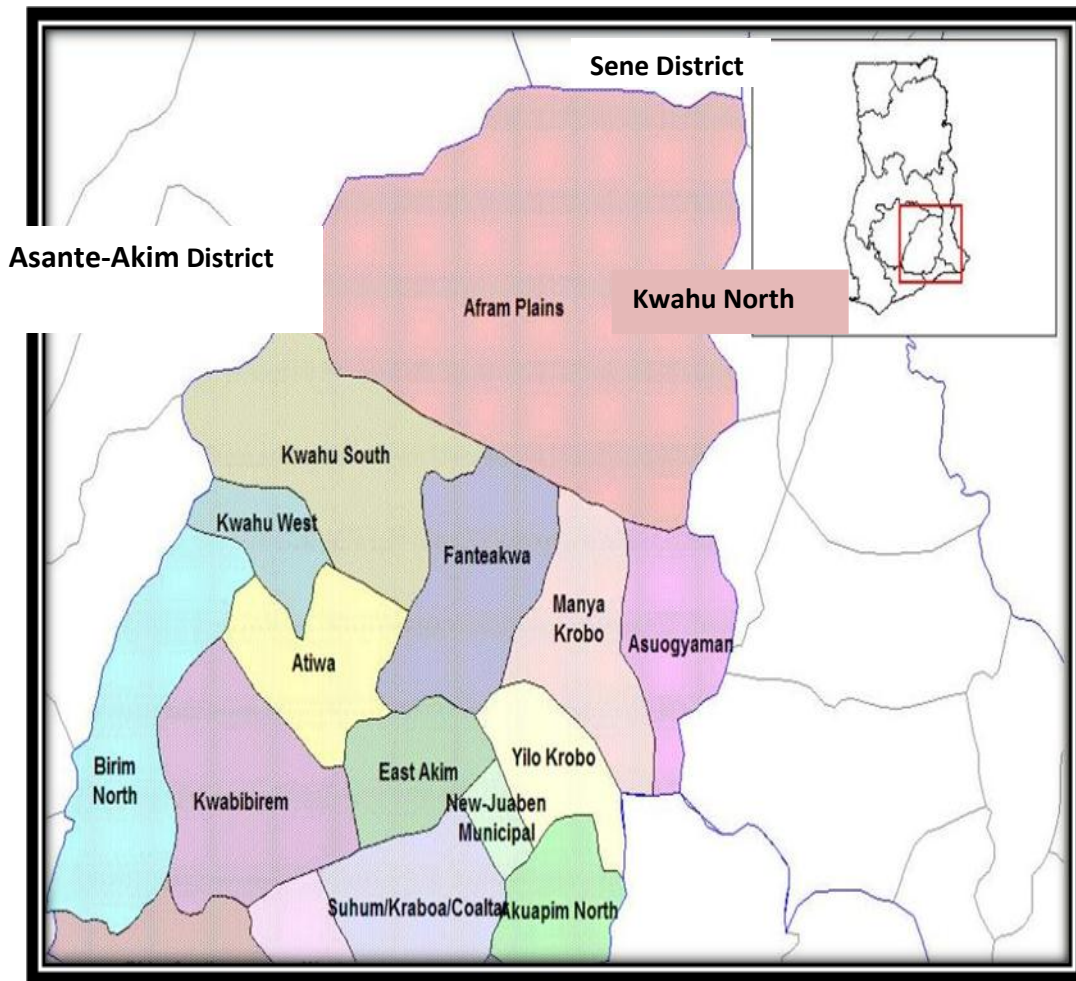 Sene District
Asante-Akim District
Kwahu North
Afram Plains
Kwahu South
Kwahu West
Fanteakwa
Manya
Krobo
Asuogyaman
Atiwa
Birim
North
Kwabibirem
East Akim
Yilo Krobo
New-Juaben
Municipal
Suhum/Kraboa/Coaltar
Akuapim North